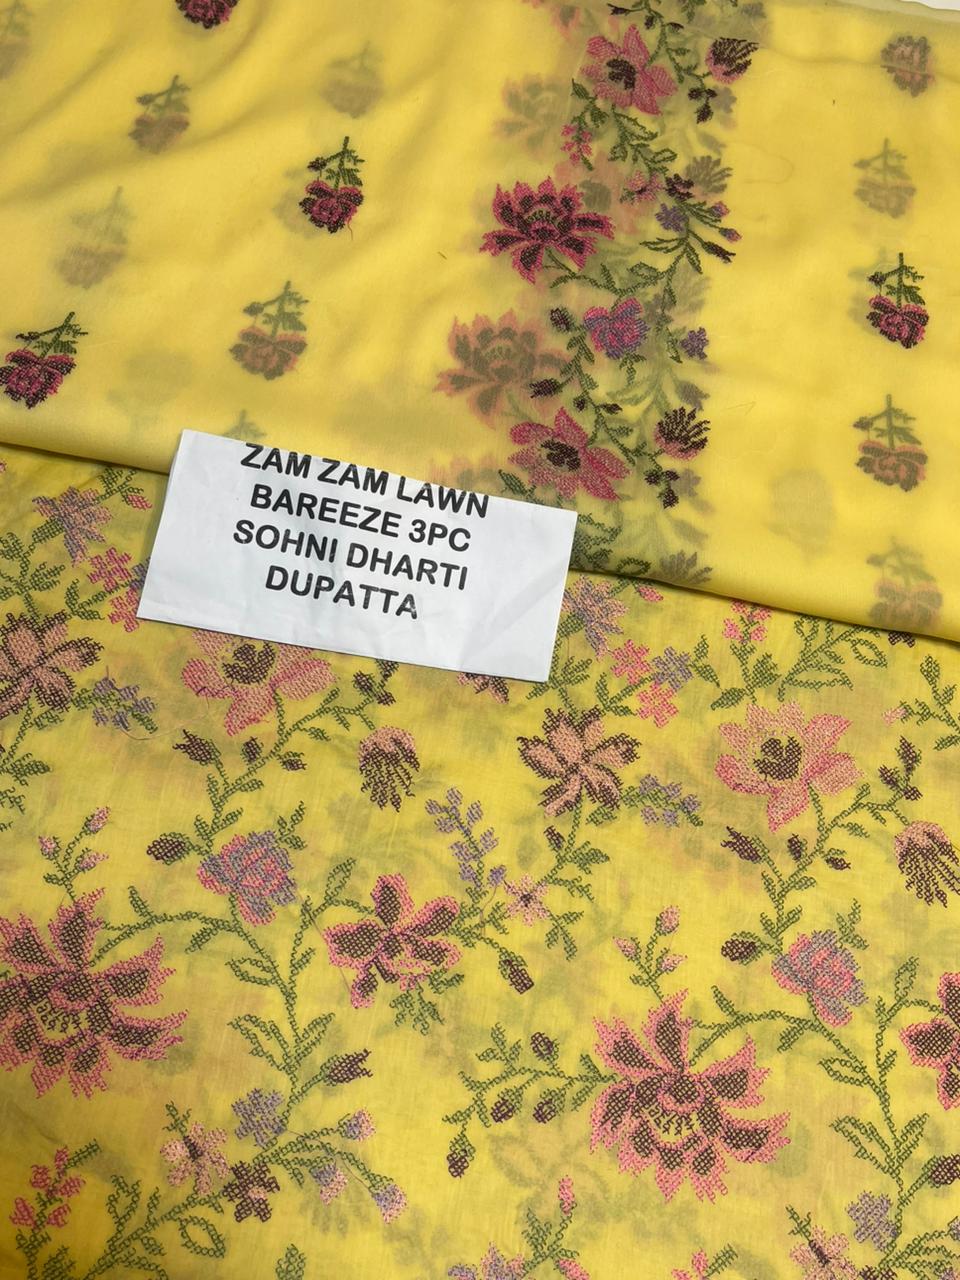 ZAM ZAM LAWN
BAREEZE 3PC
SOHNI DHARTI
DUPATTA